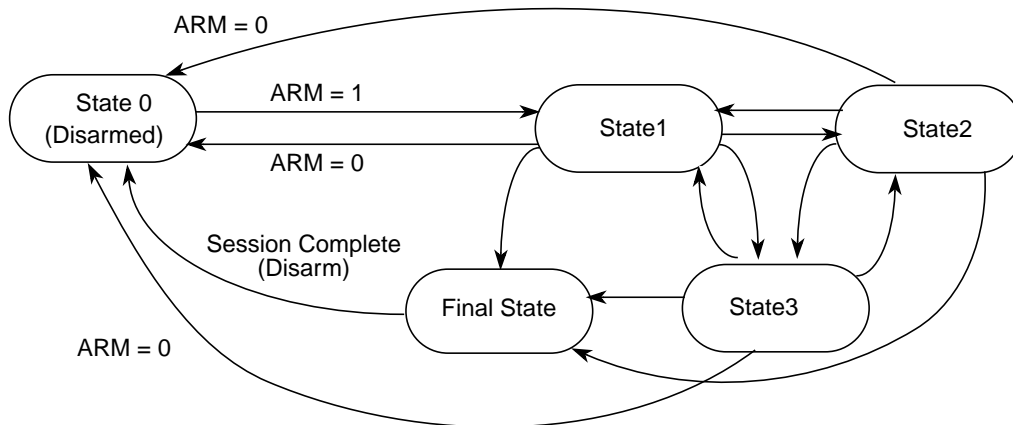 ARM = 0
State 0
(Disarmed)
ARM = 1
ARM = 0
State1
State2
Session Complete
(Disarm)
Final State
State3
ARM = 0